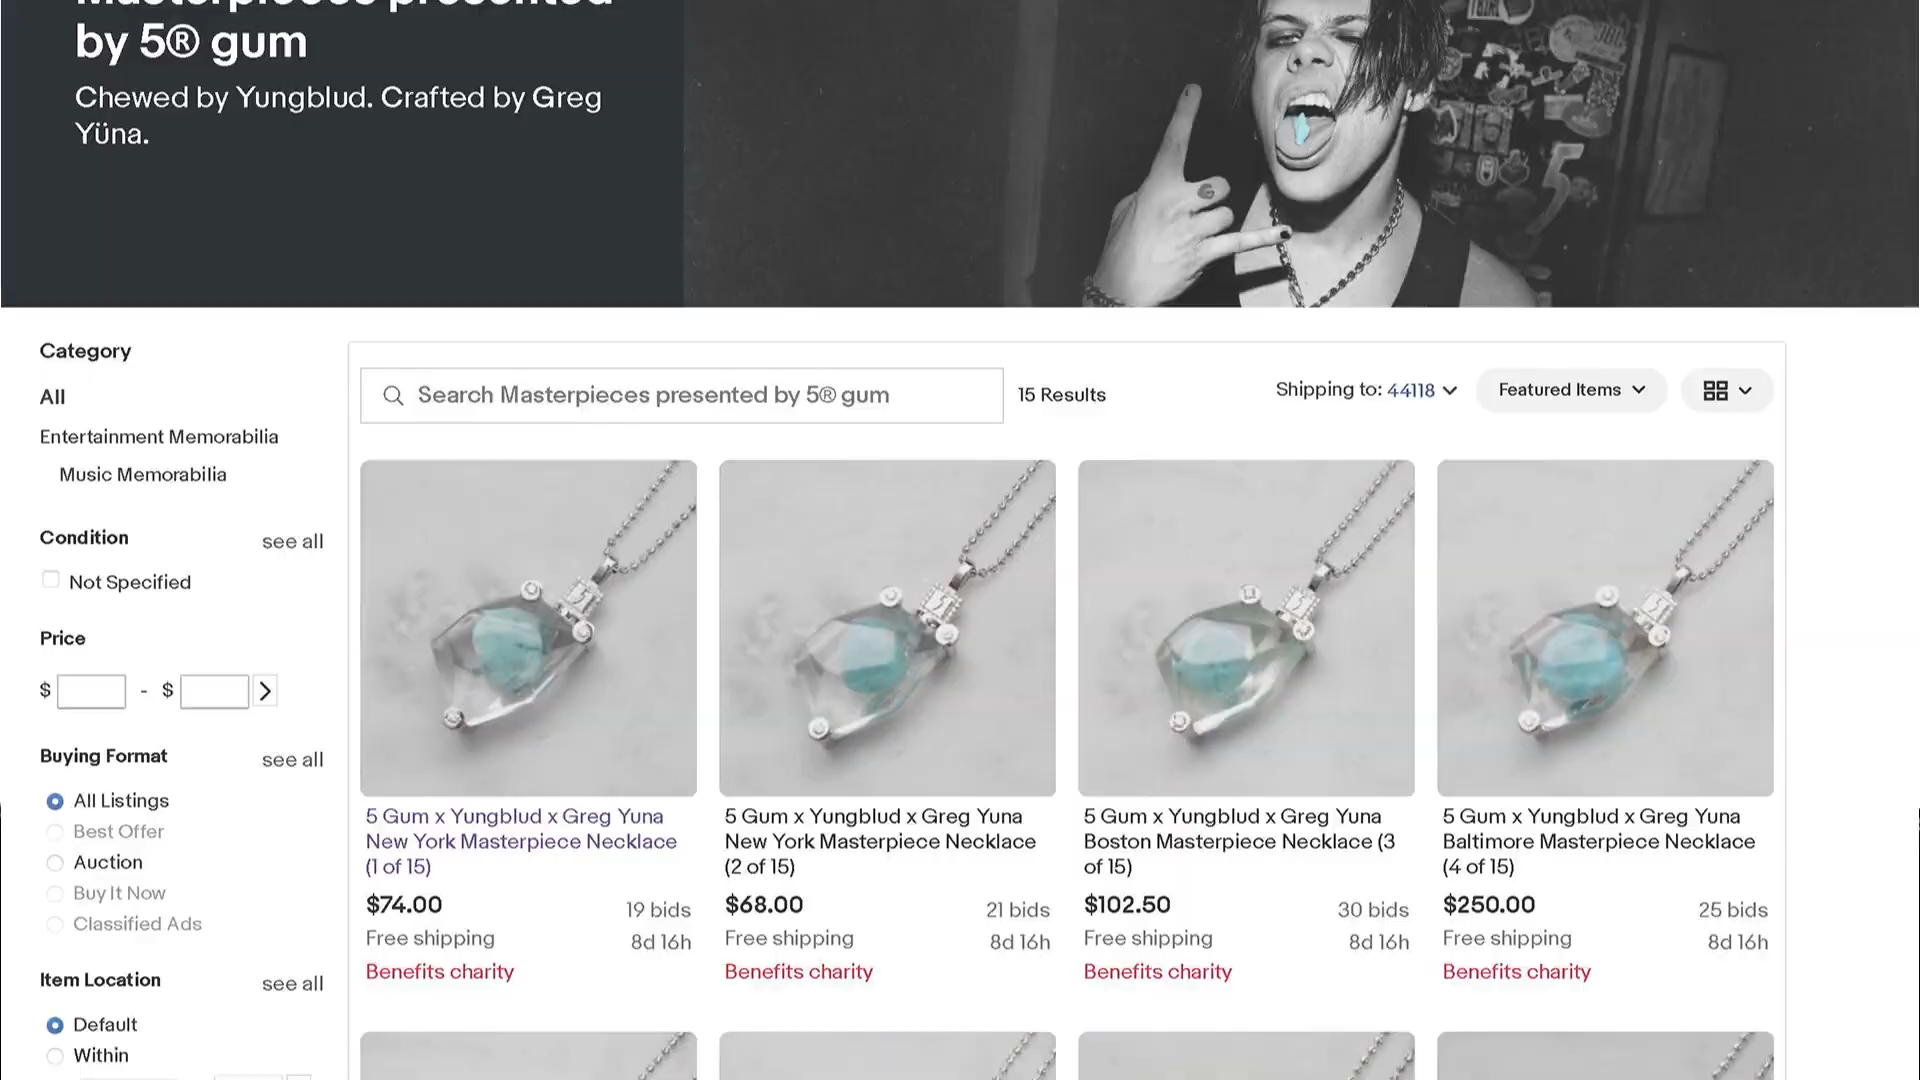 Masterpieces presented
by 5® gum
Chewed by Yungblud. Crafted by Greg
Yüna.
5
Category
All
Entertainment Memorabilia
Music Memorabilia
Condition
see all
Not Specified
Price
$ - $
Buying Format
see all
All Listings
Best Offer
Auction
Buy It Now
Classified Ads
Item Location
see all
Default
Within
Search Masterpieces presented by 5® gum
15 Results
Shipping to: 44118
Featured Items
5 Gum x Yungblud x Greg Yuna
New York Masterpiece Necklace
(1 of 15)
$74.00
19 bids
Free shipping
8d 16h
Benefits charity
5 Gum x Yungblud x Greg Yuna
New York Masterpiece Necklace
(2 of 15)
$68.00
21 bids
Free shipping
8d 16h
Benefits charity
5 Gum x Yungblud x Greg Yuna
Boston Masterpiece Necklace (3
of 15)
$102.50
30 bids
Free shipping
8d 16h
Benefits charity
5 Gum x Yungblud x Greg Yuna
Baltimore Masterpiece Necklace
(4 of 15)
$250.00
25 bids
Free shipping
8d 16h
Benefits charity